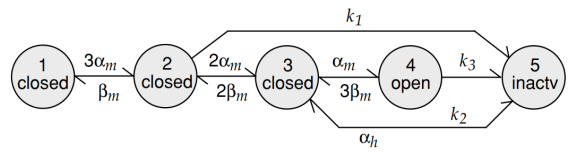 k₁
1 closed
3αₘ
βₘ
2 closed
2αₘ
2βₘ
3 closed
αₘ
3βₘ
4 open
k₃
5 inactv
k₂
αₕ